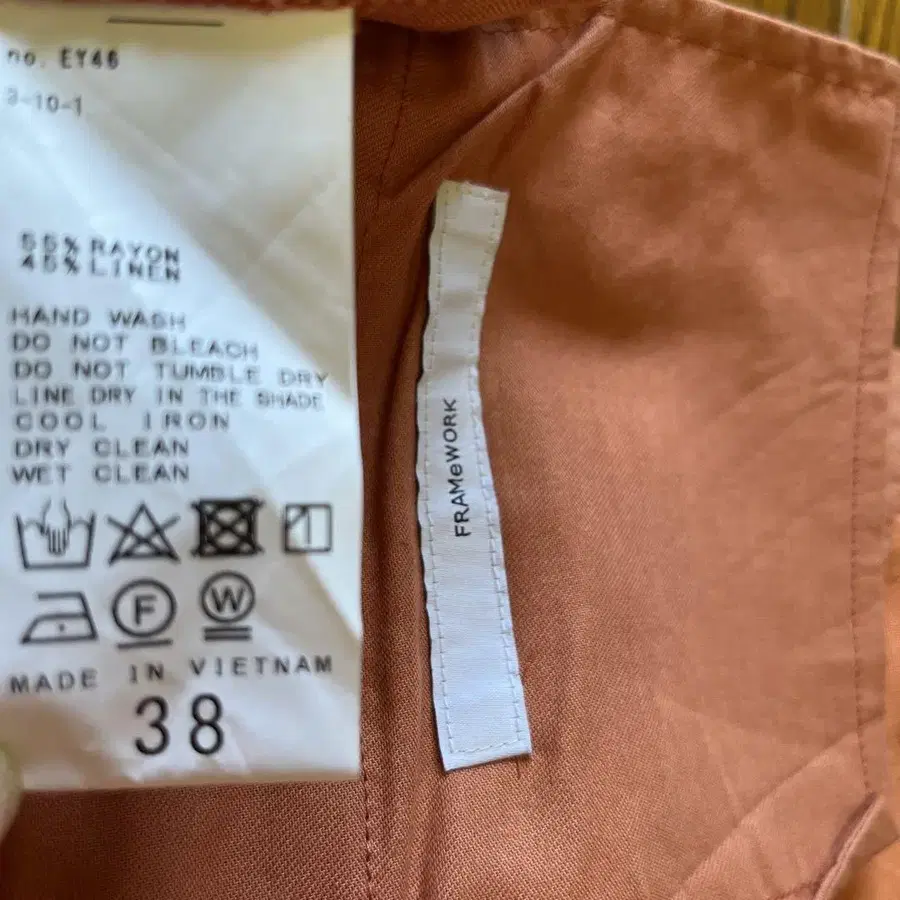 no. EY46
3-10-1
55% RAYON
45% LINEN
HAND WASH
DO NOT BLEACH
DO NOT TUMBLE DRY
LINE DRY IN THE SHADE
COOL IRON
DRY CLEAN
WET CLEAN
F
W
MADE IN VIETNAM
38
FRAMeWORK